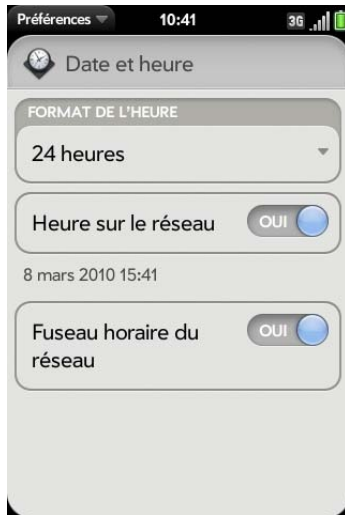 Préférences 10:41 3G
Date et heure
FORMAT DE L'HEURE
24 heures
Heure sur le réseau OUI
8 mars 2010 15:41
Fuseau horaire du OUI
réseau